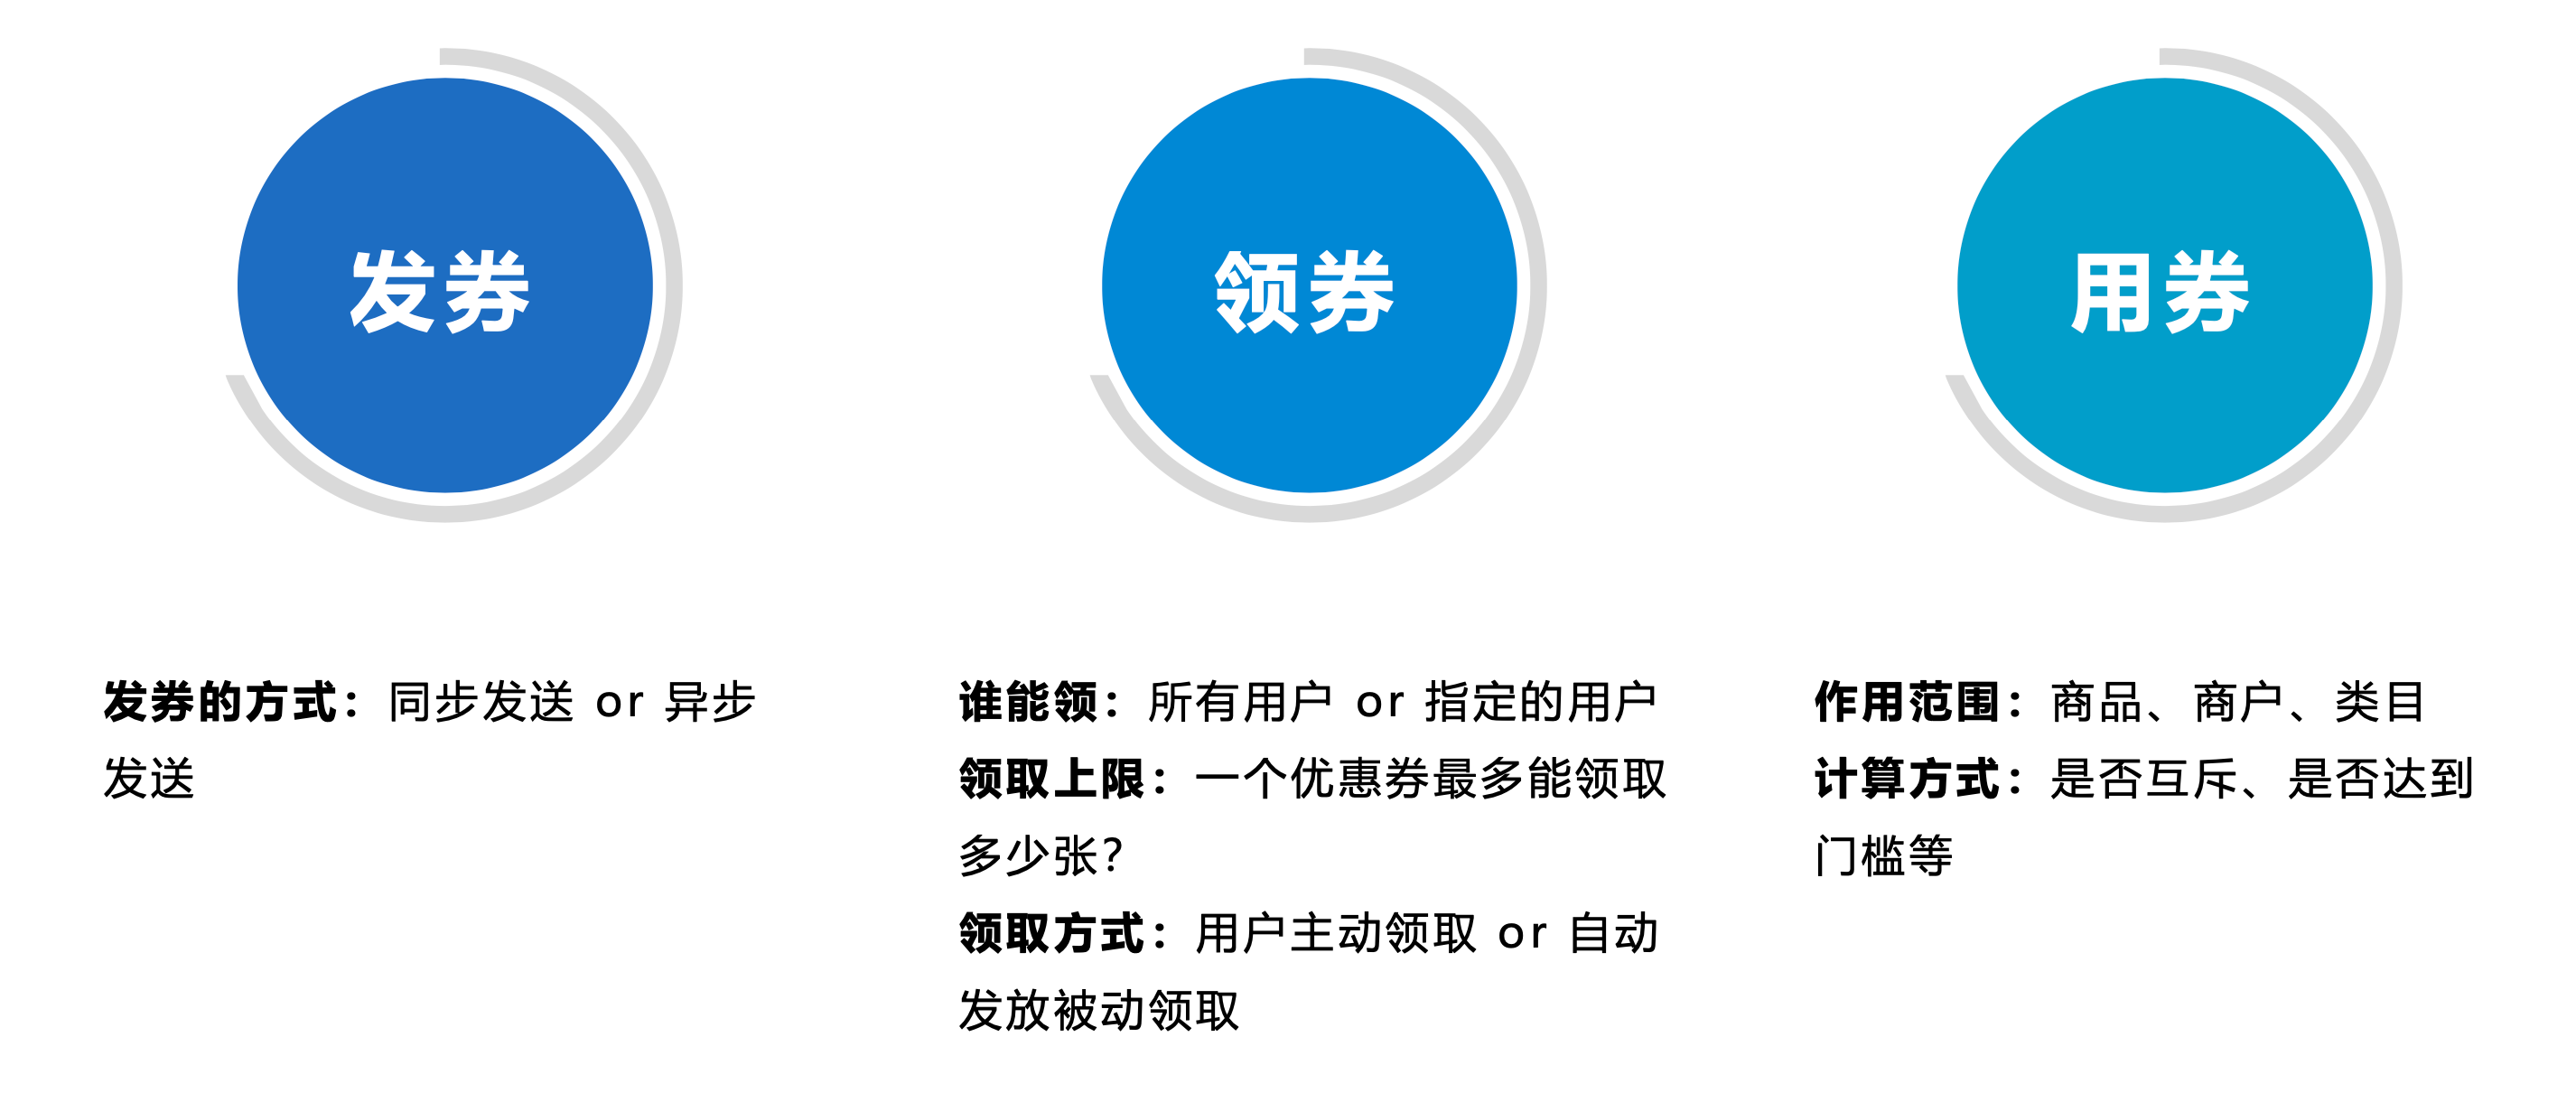 发券
领券
用券
发券的方式：同步发送 or 异步
发送
谁能领：所有用户 or 指定的用户
领取上限：一个优惠券最多能领取
多少张？
领取方式：用户主动领取 or 自动
发放被动领取
作用范围：商品、商户、类目
计算方式：是否互斥、是否达到
门槛等